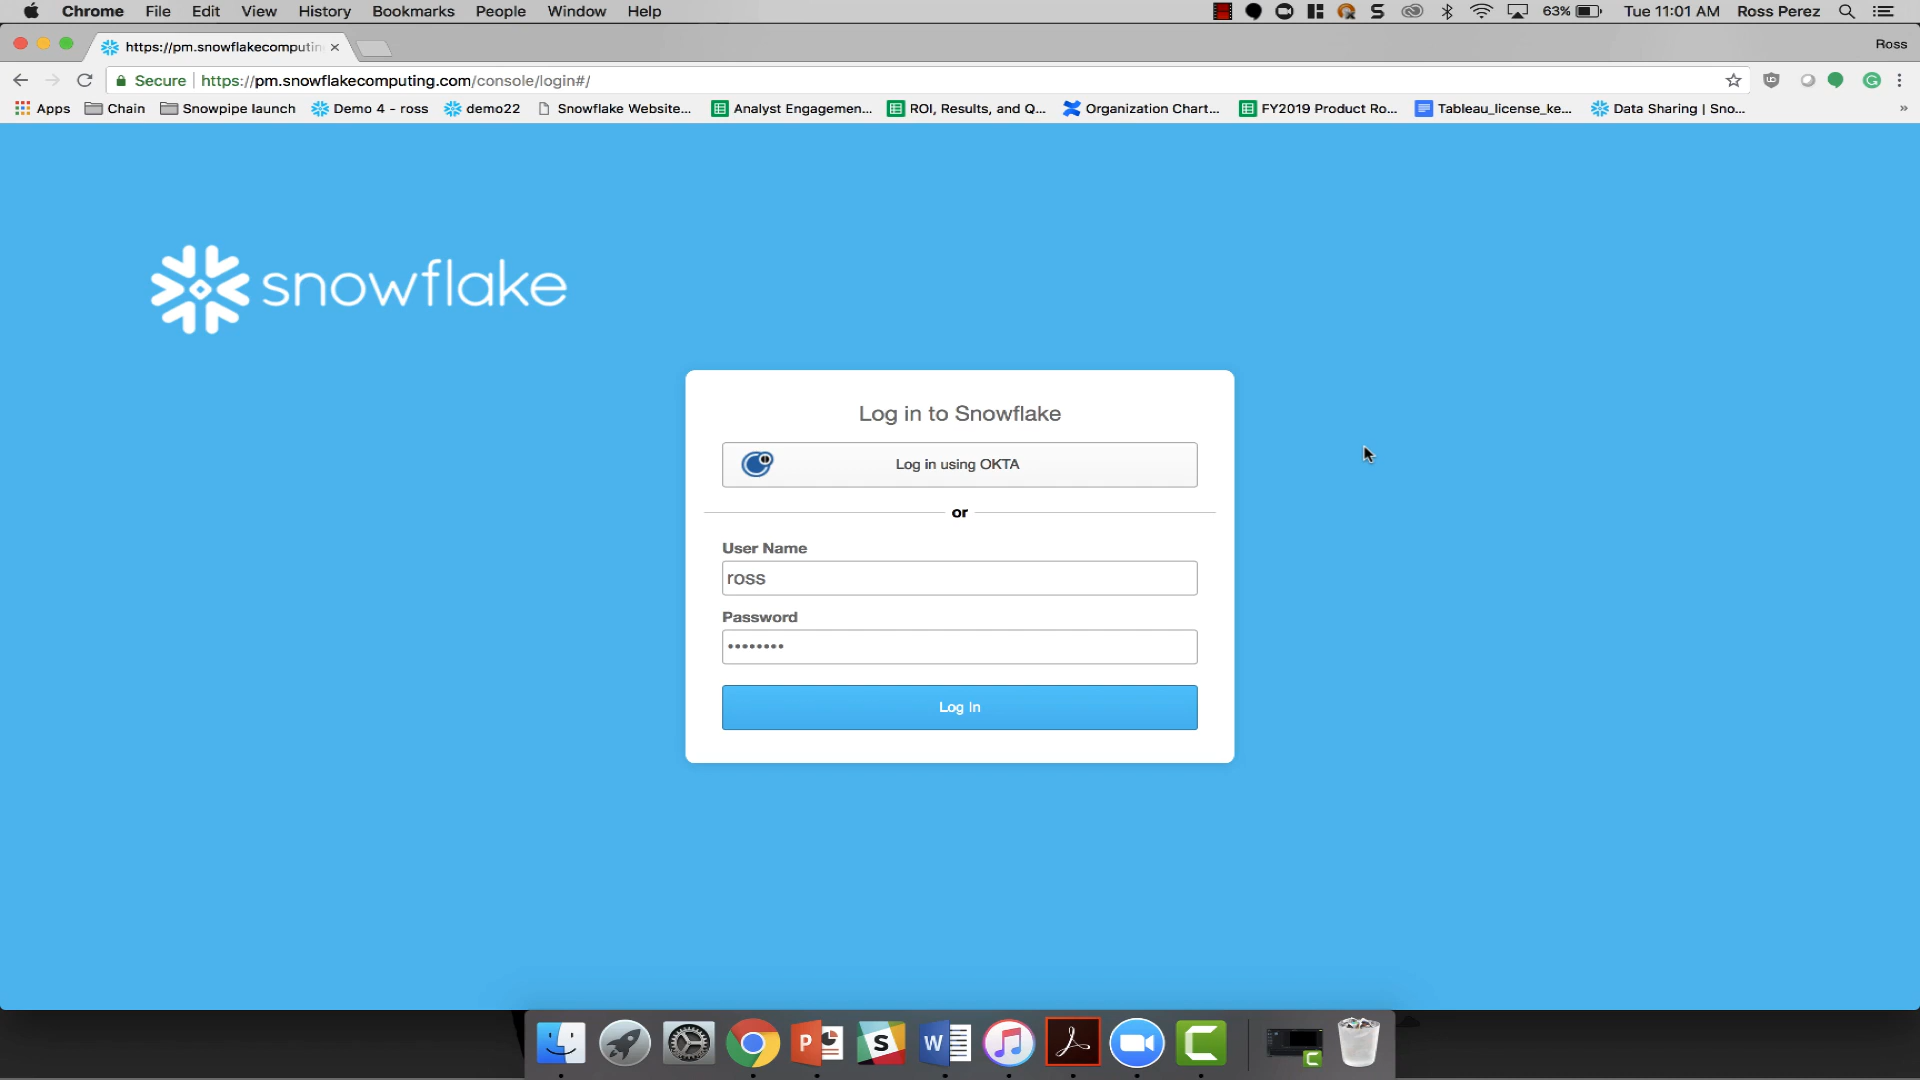 Chrome File Edit View History Bookmarks People Window Help 63% Tue 11:01 AM Ross Perez
https://pm.snowflakecomputin Ross
Secure https://pm.snowflakecomputing.com/console/login#/
Apps Chain Snowpipe launch Demo 4 - ross demo22 Snowflake Website... Analyst Engagemen... ROI, Results, and Q... Organization Chart... FY2019 Product Ro... Tableau_license_ke... Data Sharing | Sno... »
snowflake
Log in to Snowflake
Log in using OKTA
or
User Name
ross
Password
••••••••
Log In